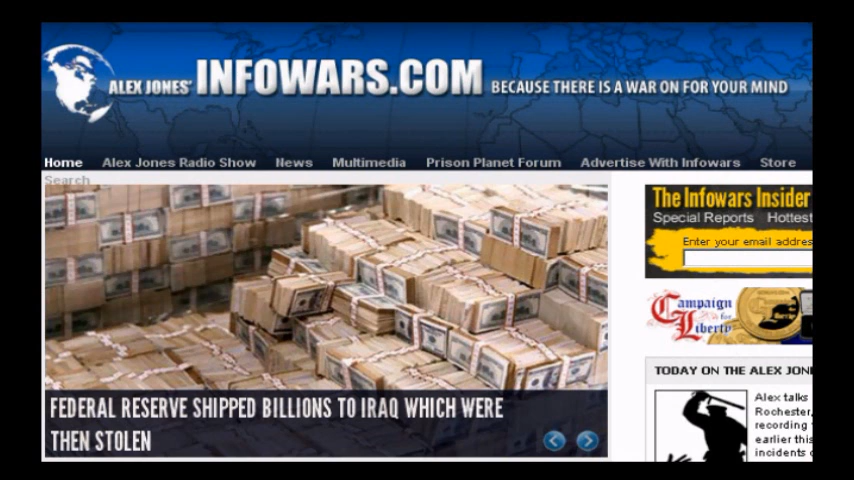 ALEX JONES' INFOWARS.COM BECAUSE THERE IS A WAR ON FOR YOUR MIND
Home Alex Jones Radio Show News Multimedia Prison Planet Forum Advertise With Infowars Store
Search
FEDERAL RESERVE SHIPPED BILLIONS TO IRAQ WHICH WERE
THEN STOLEN
The Infowars Insider
Special Reports Hottest
Enter your email addres
Campaign
for
Liberty
TODAY ON THE ALEX JON
Alex talks
Rochester,
recording
earlier this
incidents